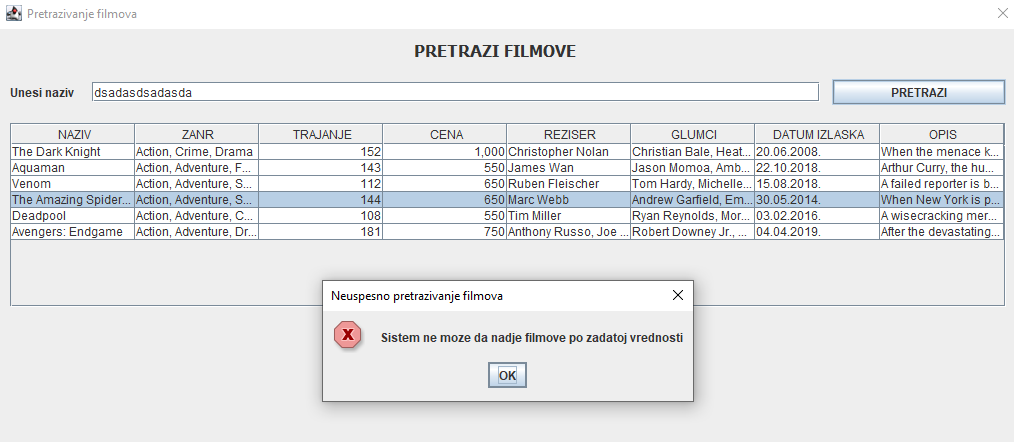 Pretrazivanje filmova
PRETRAZI FILMOVE
Unesi naziv dsadasdsadasda PRETRAZI
NAZIV ZANR TRAJANJE CENA REZISER GLUMCI DATUM IZLASKA OPIS
The Dark Knight Action, Crime, Drama 152 1,000 Christopher Nolan Christian Bale, Heat... 20.06.2008. When the menace k...
Aquaman Action, Adventure, F... 143 550 James Wan Jason Momoa, Amb... 22.10.2018. Arthur Curry, the hu...
Venom Action, Adventure, S... 112 650 Ruben Fleischer Tom Hardy, Michelle... 15.08.2018. A failed reporter is b...
The Amazing Spider... Action, Adventure, S... 144 650 Marc Webb Andrew Garfield, Em... 30.05.2014. When New York is p...
Deadpool Action, Adventure, C... 108 550 Tim Miller Ryan Reynolds, Mor... 03.02.2016. A wisecracking mer...
Avengers: Endgame Action, Adventure, Dr... 181 750 Anthony Russo, Joe ... Robert Downey Jr., ... 04.04.2019. After the devastating...
Neuspesno pretrazivanje filmova
Sistem ne moze da nadje filmove po zadatoj vrednosti
OK